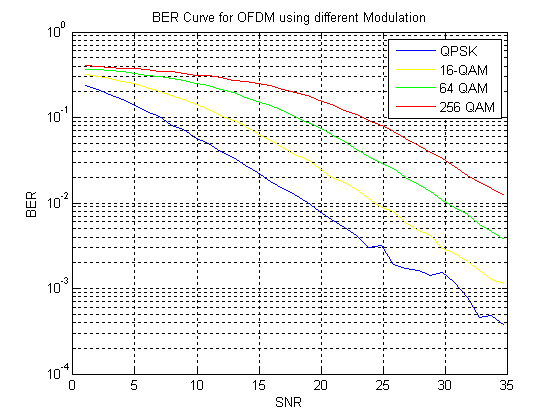 BER Curve for OFDM using different Modulation
10^0
10^-1
10^-2
10^-3
10^-4
BER
QPSK
16-QAM
64 QAM
256 QAM
0 5 10 15 20 25 30 35
SNR